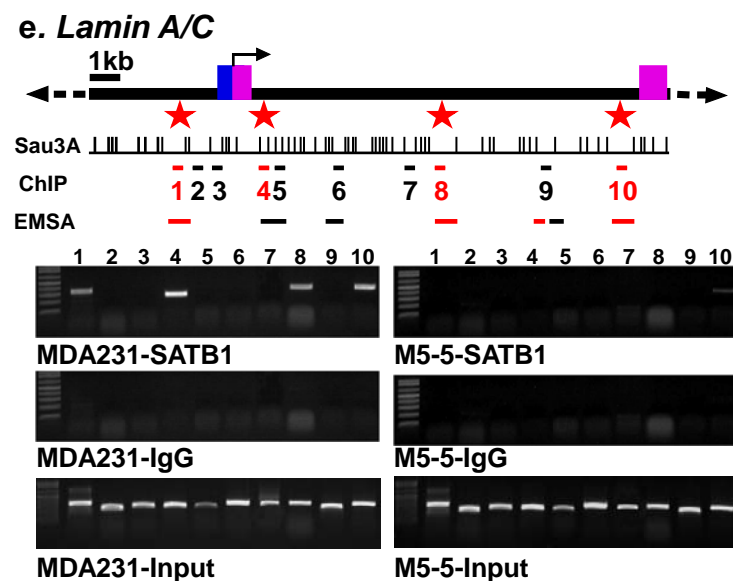 e. Lamin A/C
1kb
Sau3A
ChIP
1 2 3 4 5 6 7 8 9 10
EMSA
1 2 3 4 5 6 7 8 9 10
1 2 3 4 5 6 7 8 9 10
MDA231-SATB1
M5-5-SATB1
MDA231-IgG
M5-5-IgG
MDA231-Input
M5-5-Input